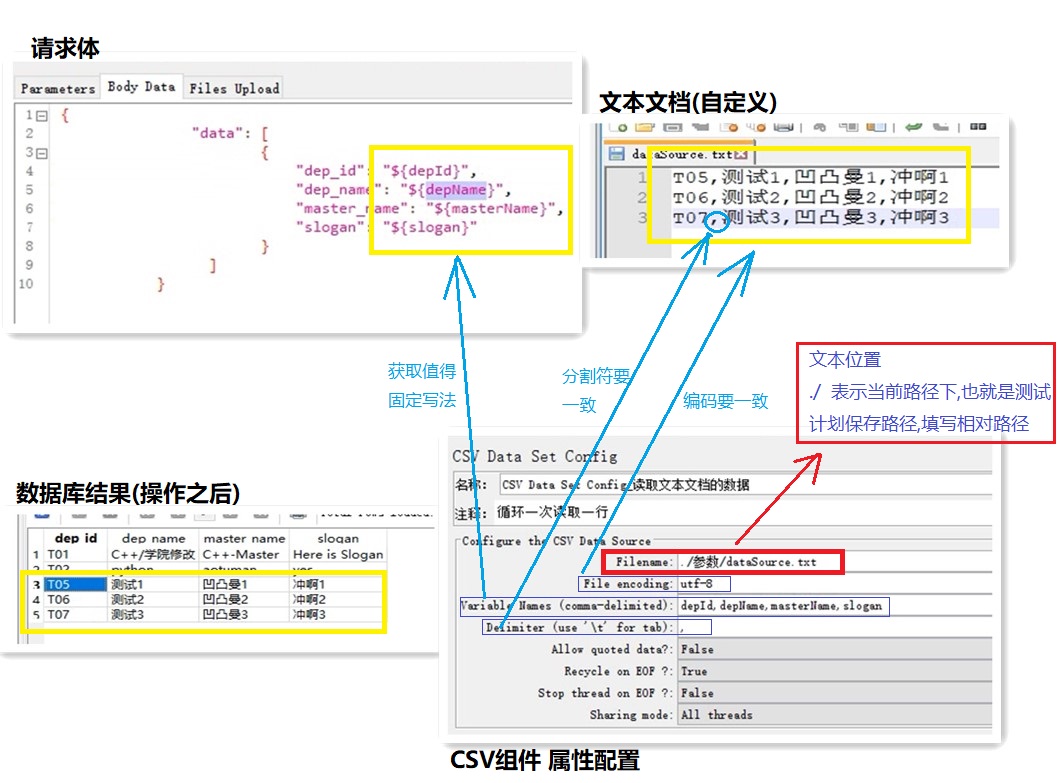 请求体
Parameters Body Data Files Upload
1 {
2 "data": [
3 {
4 "dep_id": "${depId}",
5 "dep_name": "${depName}",
6 "master_name": "${masterName}",
7 "slogan": "${slogan}"
8 }
9 ]
10 }
文本文档(自定义)
dataSource.txt
1 T05,测试1,凹凸曼1,冲啊1
2 T06,测试2,凹凸曼2,冲啊2
3 T07,测试3,凹凸曼3,冲啊3
获取值得
固定写法
分割符要
一致
编码要一致
文本位置
./ 表示当前路径下,也就是测试
计划保存路径,填写相对路径
数据库结果(操作之后)
dep_id dep_name master_name slogan
1 T01 C++/学院修改 C++-Master Here is Slogan
2 T02 python aotuman yes
3 T05 测试1 凹凸曼1 冲啊1
4 T06 测试2 凹凸曼2 冲啊2
5 T07 测试3 凹凸曼3 冲啊3
CSV Data Set Config
名称: CSV Data Set Config_读取文本文档的数据
注释: 循环一次读取一行
Configure the CSV Data Source
Filename: ./参数/dataSource.txt
File encoding: utf-8
Variable Names (comma-delimited): depId,depName,masterName,slogan
Delimiter (use '\t' for tab): ,
Allow quoted data?: False
Recycle on EOF ?: True
Stop thread on EOF ?: False
Sharing mode: All threads
CSV组件 属性配置